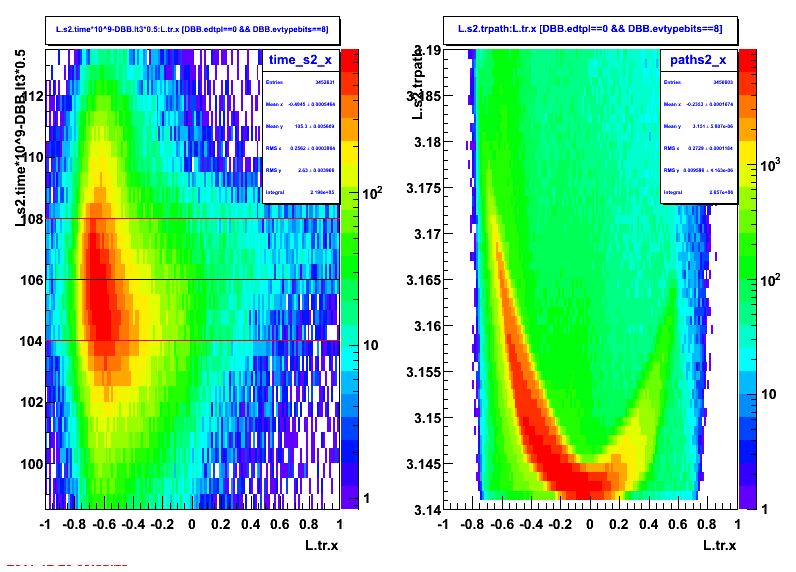 L.s2.time*10^9-DBB.lt3*0.5:L.tr.x [DBB.edtpl==0 && DBB.evtypebits==8]
L.s2.time*10^9-DBB.lt3*0.5
time_s2_x
Entries 3453631
Mean x
Mean y
RMS x
RMS y
Integral 2.198e+05
112
110
108
106
104
102
100
10²
10
1
-1 -0.8 -0.6 -0.4 -0.2 0 0.2 0.4 0.6 0.8 1
L.tr.x
L.s2.trpath:L.tr.x [DBB.edtpl==0 && DBB.evtypebits==8]
L.s2.trpath
paths2_x
Entries
Mean x
Mean y
RMS x
RMS y
Integral
3.19
3.185
3.18
3.175
3.17
3.165
3.16
3.155
3.15
3.145
3.14
10³
10²
10
1
-1 -0.8 -0.6 -0.4 -0.2 0 0.2 0.4 0.6 0.8 1
L.tr.x